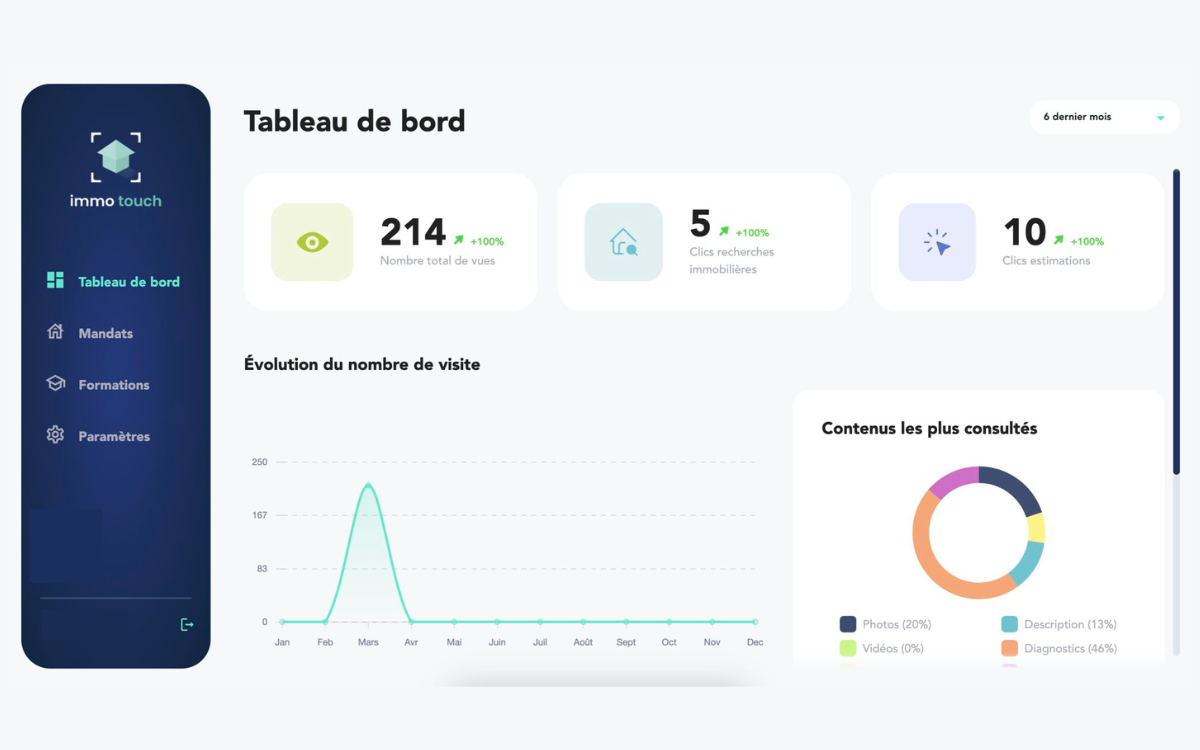 immo touch
Tableau de bord
Mandats
Formations
Paramètres
Tableau de bord
6 dernier mois
214 +100%
Nombre total de vues
5 +100%
Clics recherches
immobilières
10 +100%
Clics estimations
Évolution du nombre de visite
250
167
83
0
Jan Feb Mars Avr Mai Juin Juil Août Sept Oct Nov Dec
Contenus les plus consultés
Photos (20%) Description (13%)
Vidéos (0%) Diagnostics (46%)